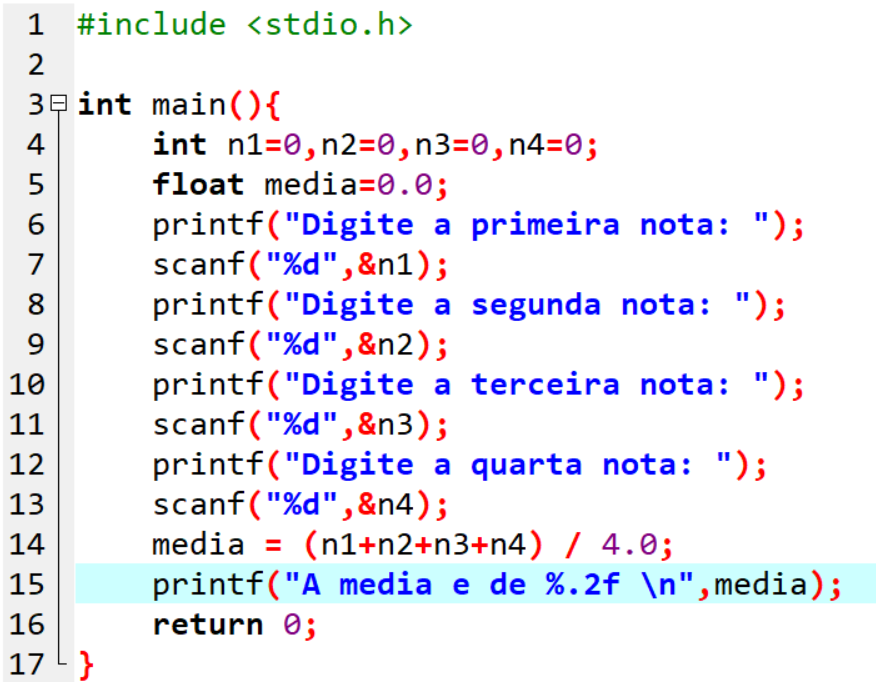 1 #include <stdio.h>
2
3 int main(){
4 int n1=0,n2=0,n3=0,n4=0;
5 float media=0.0;
6 printf("Digite a primeira nota: ");
7 scanf("%d",&n1);
8 printf("Digite a segunda nota: ");
9 scanf("%d",&n2);
10 printf("Digite a terceira nota: ");
11 scanf("%d",&n3);
12 printf("Digite a quarta nota: ");
13 scanf("%d",&n4);
14 media = (n1+n2+n3+n4) / 4.0;
15 printf("A media e de %.2f \n",media);
16 return 0;
17 }